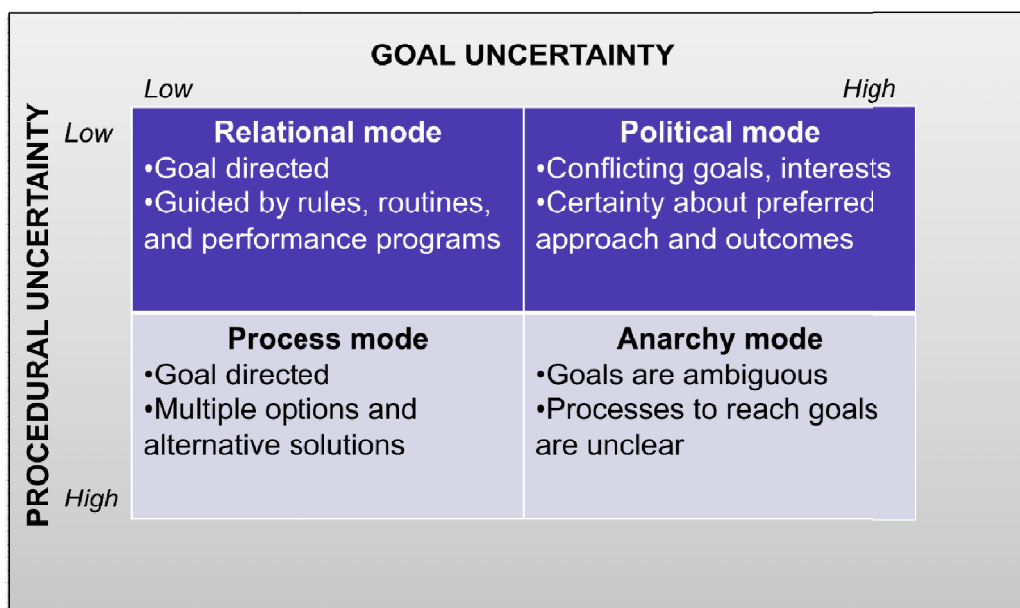 GOAL UNCERTAINTY
Low
High
PROCEDURAL UNCERTAINTY
Low
High
Relational mode
•Goal directed
•Guided by rules, routines,
and performance programs
Political mode
•Conflicting goals, interests
•Certainty about preferred
approach and outcomes
Process mode
•Goal directed
•Multiple options and
alternative solutions
Anarchy mode
•Goals are ambiguous
•Processes to reach goals
are unclear